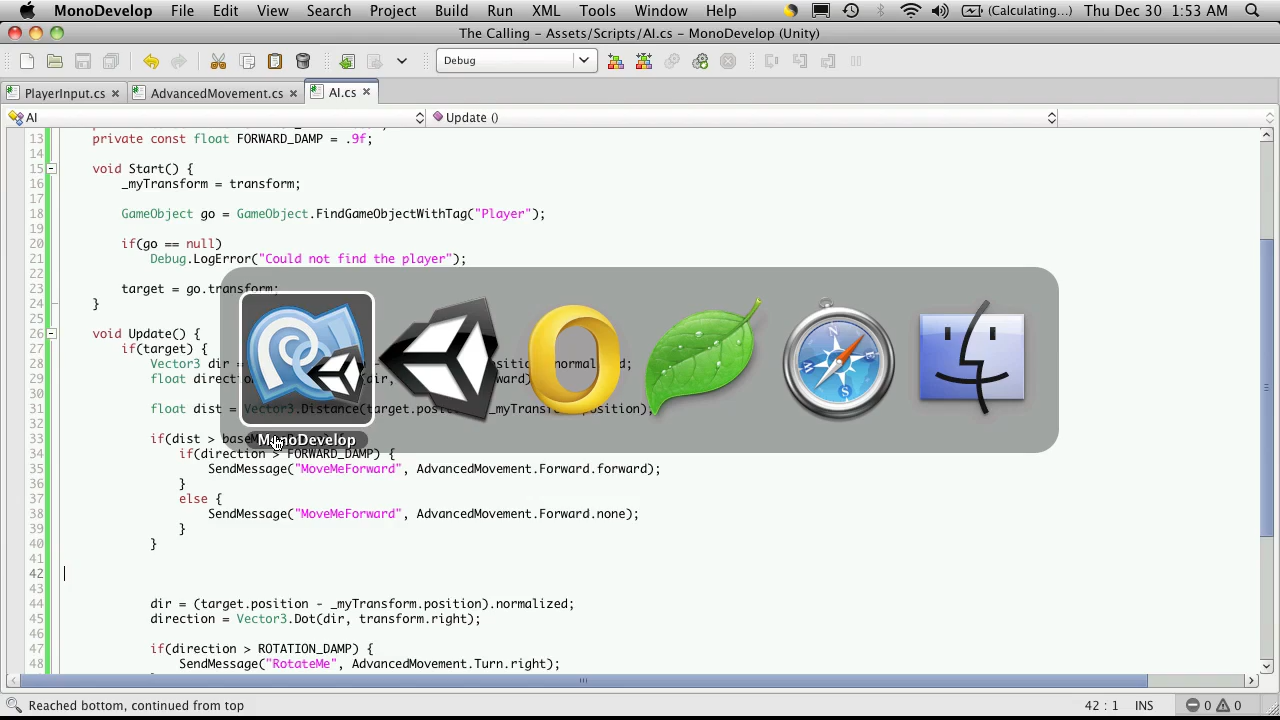 MonoDevelop File Edit View Search Project Build Run XML Tools Window Help (Calculating...) Thu Dec 30 1:53 AM
The Calling – Assets/Scripts/AI.cs – MonoDevelop (Unity)
Debug
PlayerInput.cs AdvancedMovement.cs AI.cs
AI Update ()
13 private const float FORWARD_DAMP = .9f;
14
15 void Start() {
16 _myTransform = transform;
17
18 GameObject go = GameObject.FindGameObjectWithTag("Player");
19
20 if(go == null)
21 Debug.LogError("Could not find the player");
22
23 target = go.transform;
24 }
25
26 void Update() {
27 if(target) {
28 Vector3 dir = normalized;
29 float direction
30
31 float dist = Vector3.Distance(target.position, _myTransform.position);
32
33 if(dist >
34 if(direction > FORWARD_DAMP) {
35 SendMessage("MoveMeForward", AdvancedMovement.Forward.forward);
36 }
37 else {
38 SendMessage("MoveMeForward", AdvancedMovement.Forward.none);
39 }
40 }
41
42
43
44 dir = (target.position - _myTransform.position).normalized;
45 direction = Vector3.Dot(dir, transform.right);
46
47 if(direction > ROTATION_DAMP) {
48 SendMessage("RotateMe", AdvancedMovement.Turn.right);
MonoDevelop
Reached bottom, continued from top 42 : 1 INS 0 0